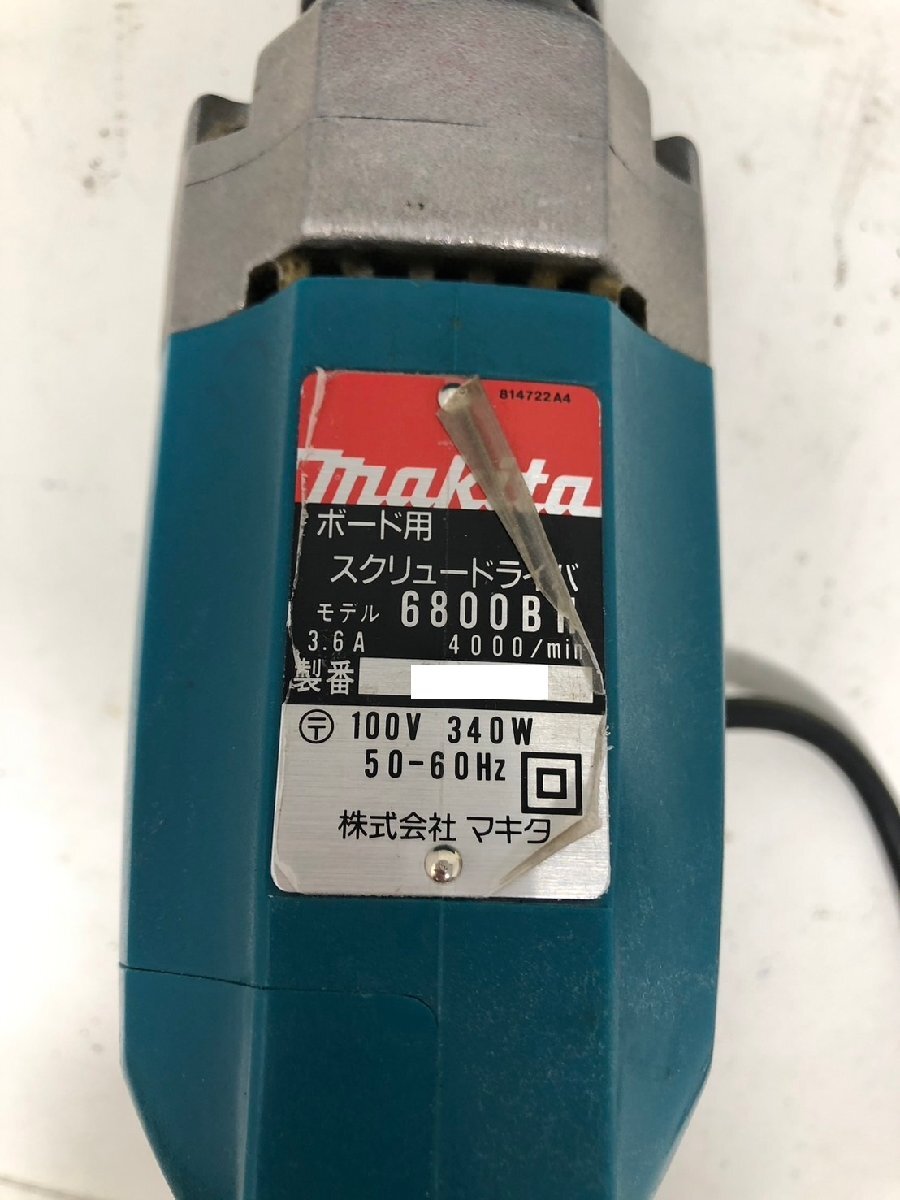 814722A4
makita
ボード用
スクリュードライバ
モデル 6800B
3.6A 4000/min
製番
〶 100V 340W
50-60Hz
株式会社 マキタ